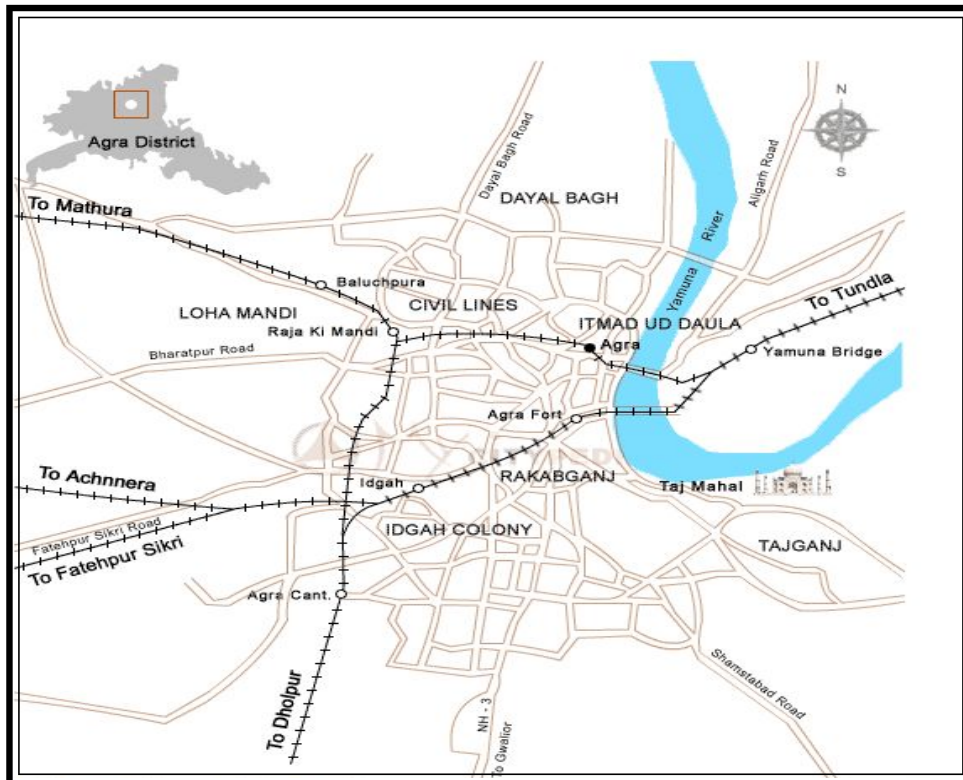 N
S
Agra District
Dayal Bagh Road
Aligarh Road
DAYAL BAGH
To Mathura
Yamuna River
Baluchpura
To Tundla
LOHA MANDI
CIVIL LINES
ITMAD UD DAULA
Raja Ki Mandi
Agra
Yamuna Bridge
Bharatpur Road
Agra Fort
To Achnnera
Idgah
RAKABGANJ
Taj Mahal
Fatehpur Sikri Road
IDGAH COLONY
TAJGANJ
To Fatehpur Sikri
Agra Cant.
Shamstabad Road
To Dholpur
NH - 3
To Gwalior